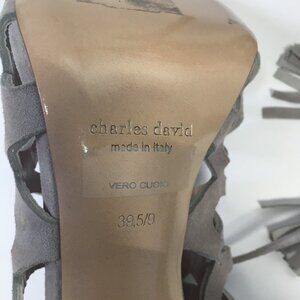 charles david
made in Italy
VERO CUOIO
39,5/9